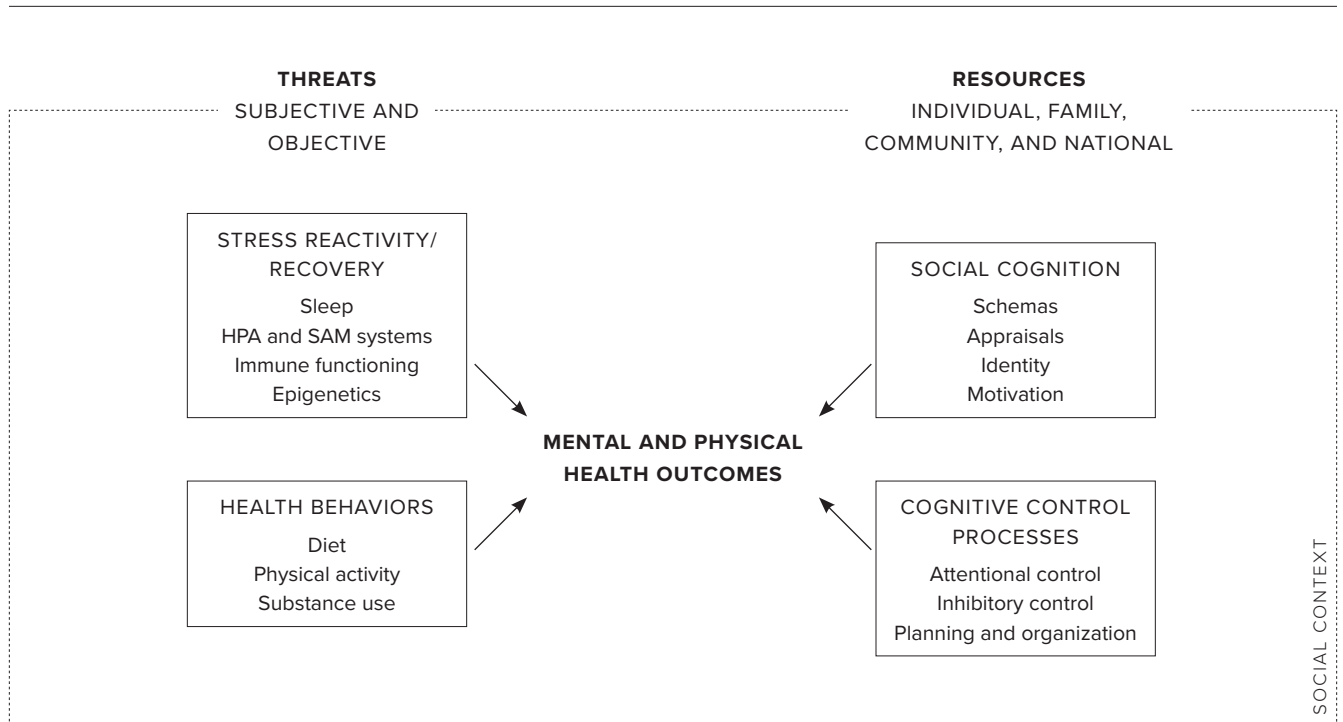 THREATS
SUBJECTIVE AND
OBJECTIVE
RESOURCES
INDIVIDUAL, FAMILY,
COMMUNITY, AND NATIONAL
STRESS REACTIVITY/
RECOVERY
Sleep
HPA and SAM systems
Immune functioning
Epigenetics
SOCIAL COGNITION
Schemas
Appraisals
Identity
Motivation
MENTAL AND PHYSICAL
HEALTH OUTCOMES
HEALTH BEHAVIORS
Diet
Physical activity
Substance use
COGNITIVE CONTROL
PROCESSES
Attentional control
Inhibitory control
Planning and organization
SOCIAL CONTEXT